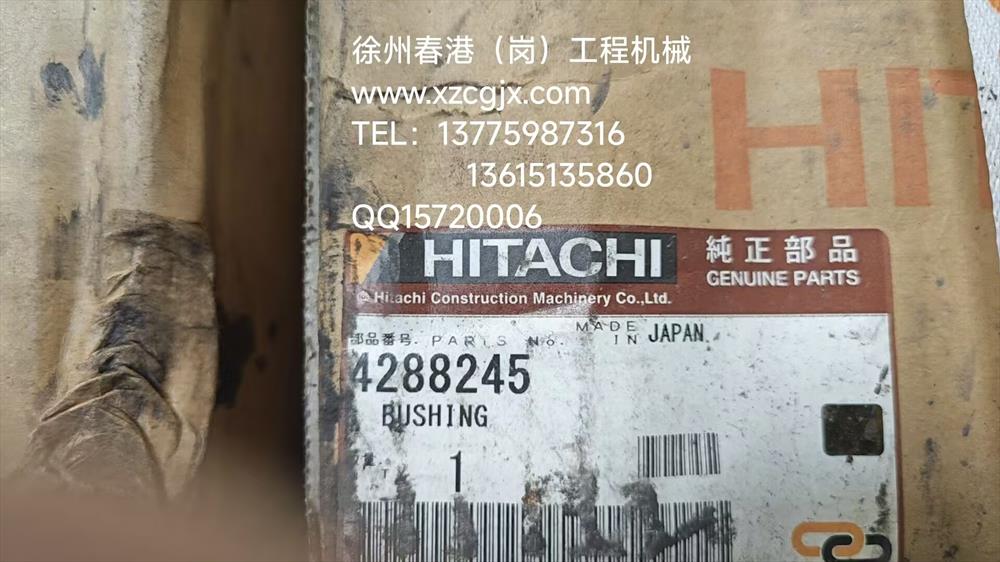 徐州春港（岗）工程机械
www.xzcgjx.com
TEL：13775987316
13615135860
QQ15720006
HIT
HITACHI
純正部品
GENUINE PARTS
Hitachi Construction Machinery Co.,Ltd.
部品番号. PARTS No.
MADE IN JAPAN
4288245
BUSHING
1